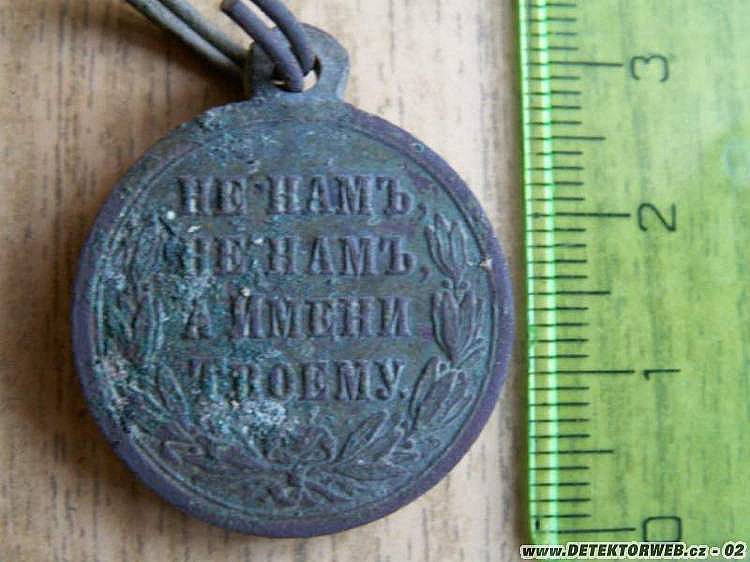 НЕ НАМЪ,
НЕ НАМЪ,
А ИМЕНИ
ТВОЕМУ.
3
2
1
0
www.DETEKTORWEB.cz - 02